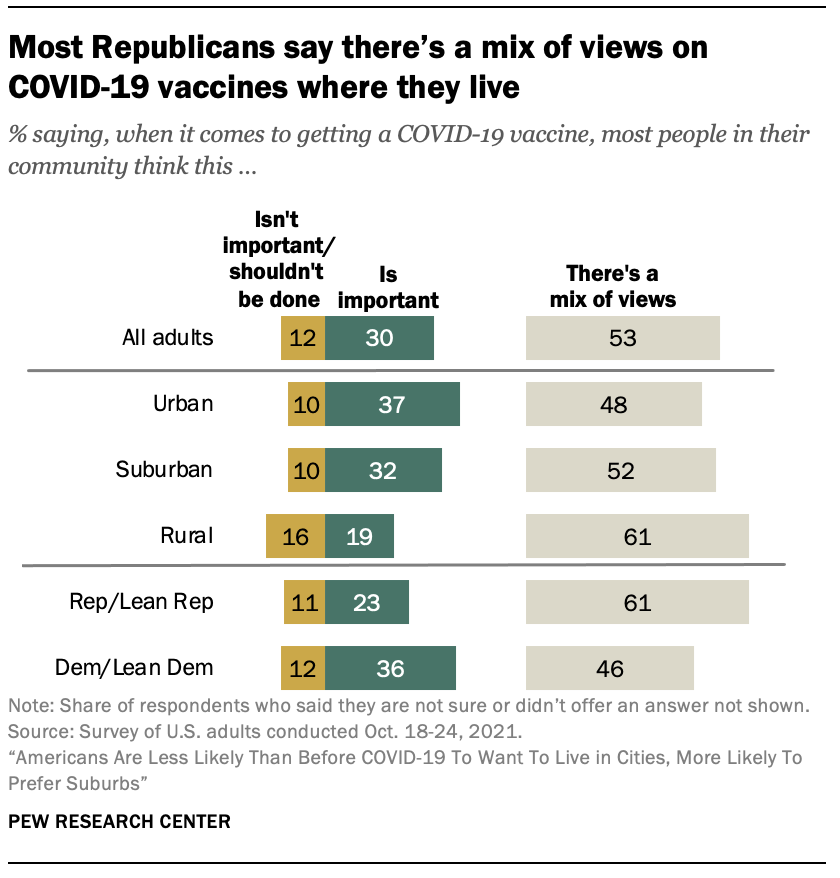 Most Republicans say there’s a mix of views on
COVID-19 vaccines where they live
% saying, when it comes to getting a COVID-19 vaccine, most people in their
community think this ...
Isn't
important/
shouldn't
be done
Is
important
There's a
mix of views
All adults 12 30 53
Urban 10 37 48
Suburban 10 32 52
Rural 16 19 61
Rep/Lean Rep 11 23 61
Dem/Lean Dem 12 36 46
Note: Share of respondents who said they are not sure or didn’t offer an answer not shown.
Source: Survey of U.S. adults conducted Oct. 18-24, 2021.
“Americans Are Less Likely Than Before COVID-19 To Want To Live in Cities, More Likely To
Prefer Suburbs”
PEW RESEARCH CENTER